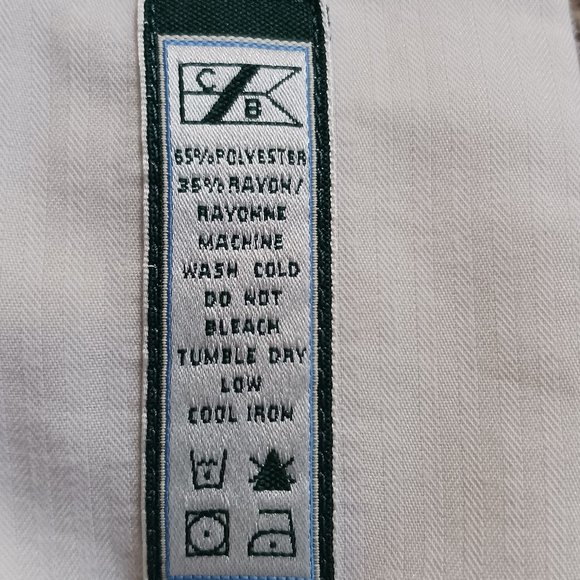 C B
65% POLYESTER
35% RAYON/
RAYONNE
MACHINE
WASH COLD
DO NOT
BLEACH
TUMBLE DRY
LOW
COOL IRON